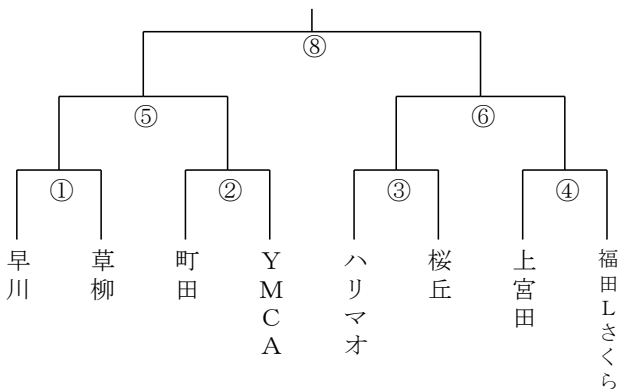 ⑧
⑤
⑥
①
②
③
④
早川
草柳
町田
YMCA
ハリマオ
桜丘
上宮田
福田Lさくら